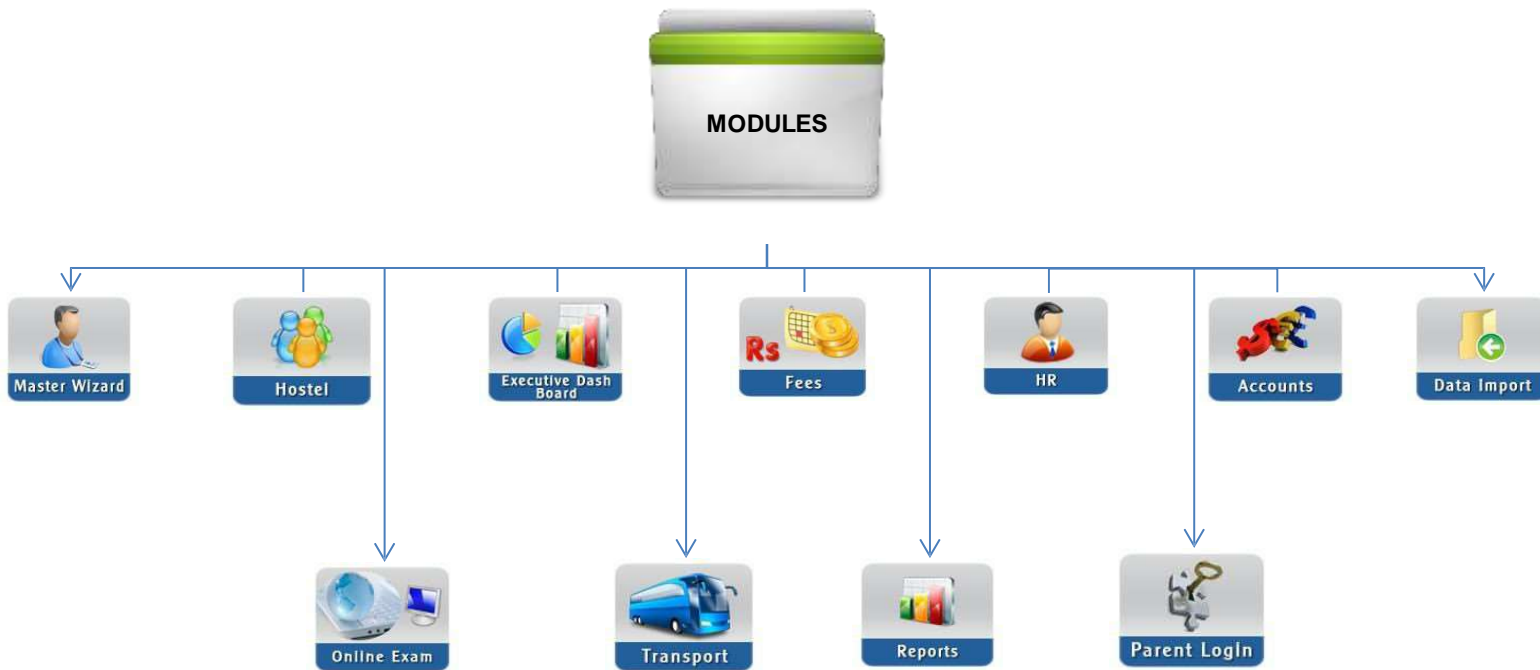 MODULES
Master Wizard
Hostel
Executive Dash
Board
Rs
Fees
HR
Accounts
Data Import
Online Exam
Transport
Reports
Parent Login